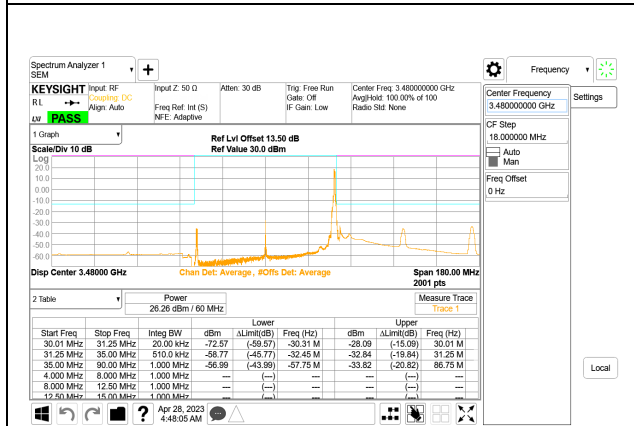 Spectrum Analyzer 1
SEM
Frequency
KEYSIGHT Input: RF Input Z: 50 Ω Atten: 30 dB Trig: Free Run Center Freq: 3.480000000 GHz
RL Coupling: DC Gate: Off Avg|Hold: 100.00% of 100
Align: Auto Freq Ref: Int (S) IF Gain: Low Radio Std: None
LXI PASS NFE: Adaptive
Center Frequency
3.480000000 GHz
Settings
CF Step
18.000000 MHz
Auto
Man
Freq Offset
0 Hz
1 Graph
Ref Lvl Offset 13.50 dB
Scale/Div 10 dB Ref Value 30.0 dBm
Log
20.0
10.0
0.00
-10.0
-20.0
-30.0
-40.0
-50.0
-60.0
Disp Center 3.48000 GHz Chan Det: Average, #Offs Det: Average Span 180.00 MHz
2001 pts
2 Table Power Measure Trace
26.26 dBm / 60 MHz Trace 1
Lower Upper
Start Freq Stop Freq Integ BW dBm ΔLimit(dB) Freq (Hz) dBm ΔLimit(dB) Freq (Hz)
30.01 MHz 31.25 MHz 20.00 kHz -72.57 (-59.57) -30.31 M -28.09 (-15.09) 30.01 M
31.25 MHz 35.00 MHz 510.0 kHz -58.77 (-45.77) -32.45 M -32.84 (-19.84) 31.25 M
35.00 MHz 90.00 MHz 1.000 MHz -56.99 (-43.99) -57.75 M -33.82 (-20.82) 86.75 M
4.000 MHz 8.000 MHz 1.000 MHz --- (---) --- --- (---) ---
8.000 MHz 12.50 MHz 1.000 MHz --- (---) --- --- (---) ---
12.50 MHz 15.00 MHz 1.000 MHz --- (---) --- --- (---) ---
Local
? Apr 28, 2023
4:48:05 AM